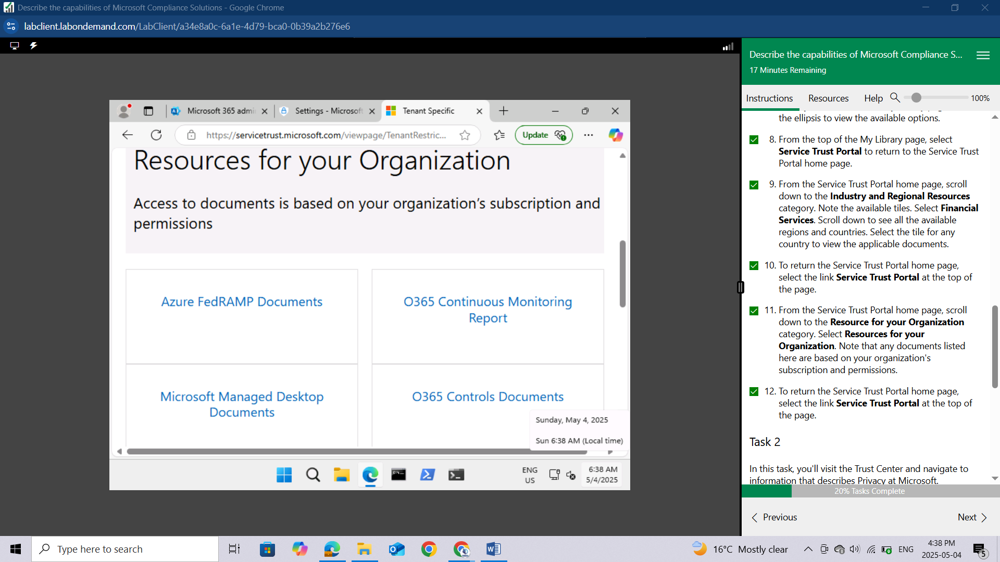 Describe the capabilities of Microsoft Compliance Solutions - Google Chrome
labclient.labondemand.com/LabClient/a34e8a0c-6a1e-4d79-bca0-0b39a2b276e6
Microsoft 365 admi
Settings - Microsoft
Tenant Specific
https://servicetrust.microsoft.com/viewpage/TenantRestric...
Update
Resources for your Organization
Access to documents is based on your organization's subscription and
permissions
Azure FedRAMP Documents
O365 Continuous Monitoring
Report
Microsoft Managed Desktop
Documents
O365 Controls Documents
Sunday, May 4, 2025
Sun 6:38 AM (Local time)
ENG
US
6:38 AM
5/4/2025
Describe the capabilities of Microsoft Compliance S...
17 Minutes Remaining
Instructions
Resources
Help
100%
the ellipsis to view the available options.
8. From the top of the My Library page, select
Service Trust Portal to return to the Service Trust
Portal home page.
9. From the Service Trust Portal home page, scroll
down to the Industry and Regional Resources
category. Note the available tiles. Select Financial
Services. Scroll down to see all the available
regions and countries. Select the tile for any
country to view the applicable documents.
10. To return the Service Trust Portal home page,
select the link Service Trust Portal at the top of
the page.
11. From the Service Trust Portal home page, scroll
down to the Resource for your Organization
category. Select Resources for your
Organization. Note that any documents listed
here are based on your organization's
subscription and permissions.
12. To return the Service Trust Portal home page,
select the link Service Trust Portal at the top of
the page.
Task 2
In this task, you'll visit the Trust Center and navigate to
information that describes Privacy at Microsoft.
20% Tasks Complete
Previous
Next
Type here to search
16°C Mostly clear
ENG
4:38 PM
2025-05-04
5